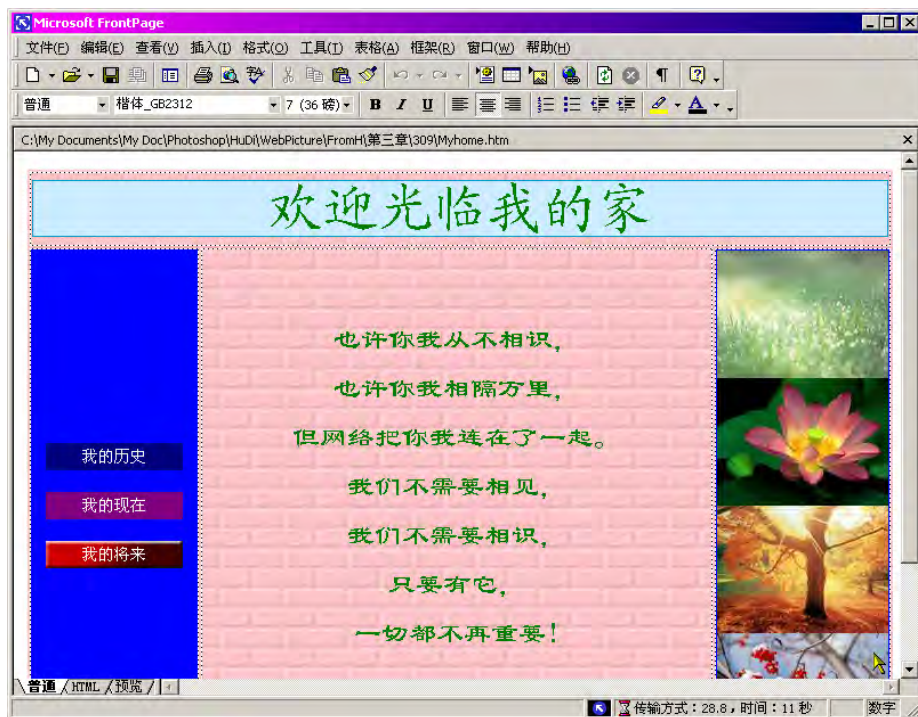 Microsoft FrontPage
文件(F) 编辑(E) 查看(V) 插入(I) 格式(O) 工具(T) 表格(A) 框架(R) 窗口(W) 帮助(H)
普通 楷体_GB2312 7 (36 磅) B I U A
C:\My Documents\My Doc\Photoshop\HuDi\WebPicture\FromH\第三章\309\Myhome.htm
欢迎光临我的家
也许你我从不相识,
也许你我相隔万里,
但网络把你我连在了一起。
我们不需要相见,
我们不需要相识,
只要有它,
一切都不再重要!
我的历史
我的现在
我的将来
普通 HTML 预览
传输方式:28.8,时间:11 秒 数字